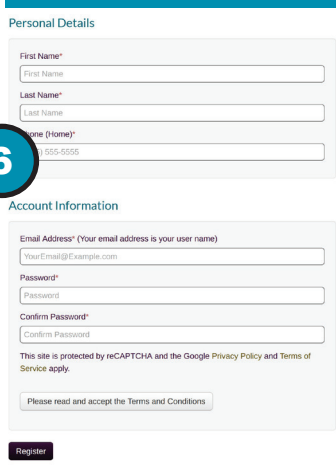 Personal Details
First Name*
First Name
Last Name*
Last Name
(Home)*
555-5555
6
Account Information
Email Address* (Your email address is your user name)
YourEmail@Example.com
Password*
Password
Confirm Password*
Confirm Password
This site is protected by reCAPTCHA and the Google Privacy Policy and Terms of
Service apply.
Please read and accept the Terms and Conditions
Register